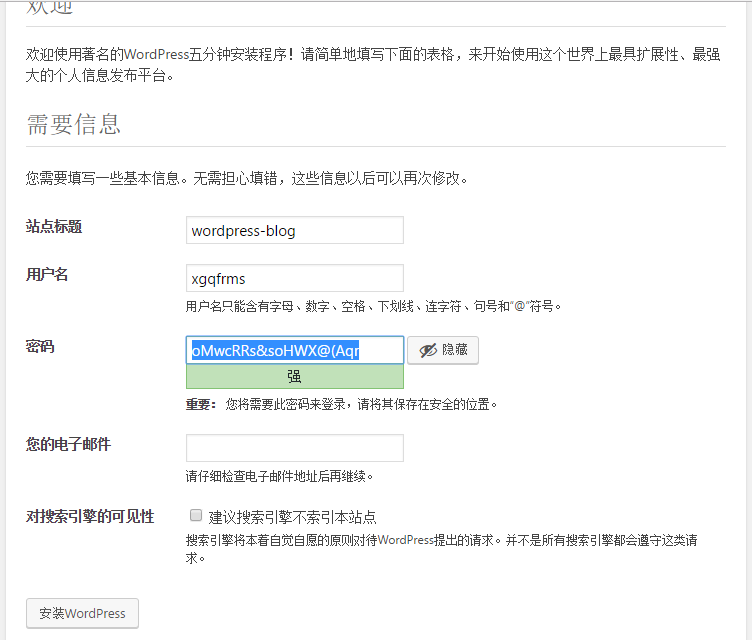 欢迎
欢迎使用著名的WordPress五分钟安装程序！请简单地填写下面的表格，来开始使用这个世界上最具扩展性、最强
大的个人信息发布平台。
需要信息
您需要填写一些基本信息。无需担心填错，这些信息以后可以再次修改。
站点标题
wordpress-blog
用户名
xgqfrms
用户名只能含有字母、数字、空格、下划线、连字符、句号和“@”符号。
密码
oMwcRRs&soHWX@(Aqr
隐藏
强
重要： 您将需要此密码来登录，请将其保存在安全的位置。
您的电子邮件
请仔细检查电子邮件地址后再继续。
对搜索引擎的可见性
建议搜索引擎不索引本站点
搜索引擎将本着自觉自愿的原则对待WordPress提出的请求。并不是所有搜索引擎都会遵守这类请
求。
安装WordPress